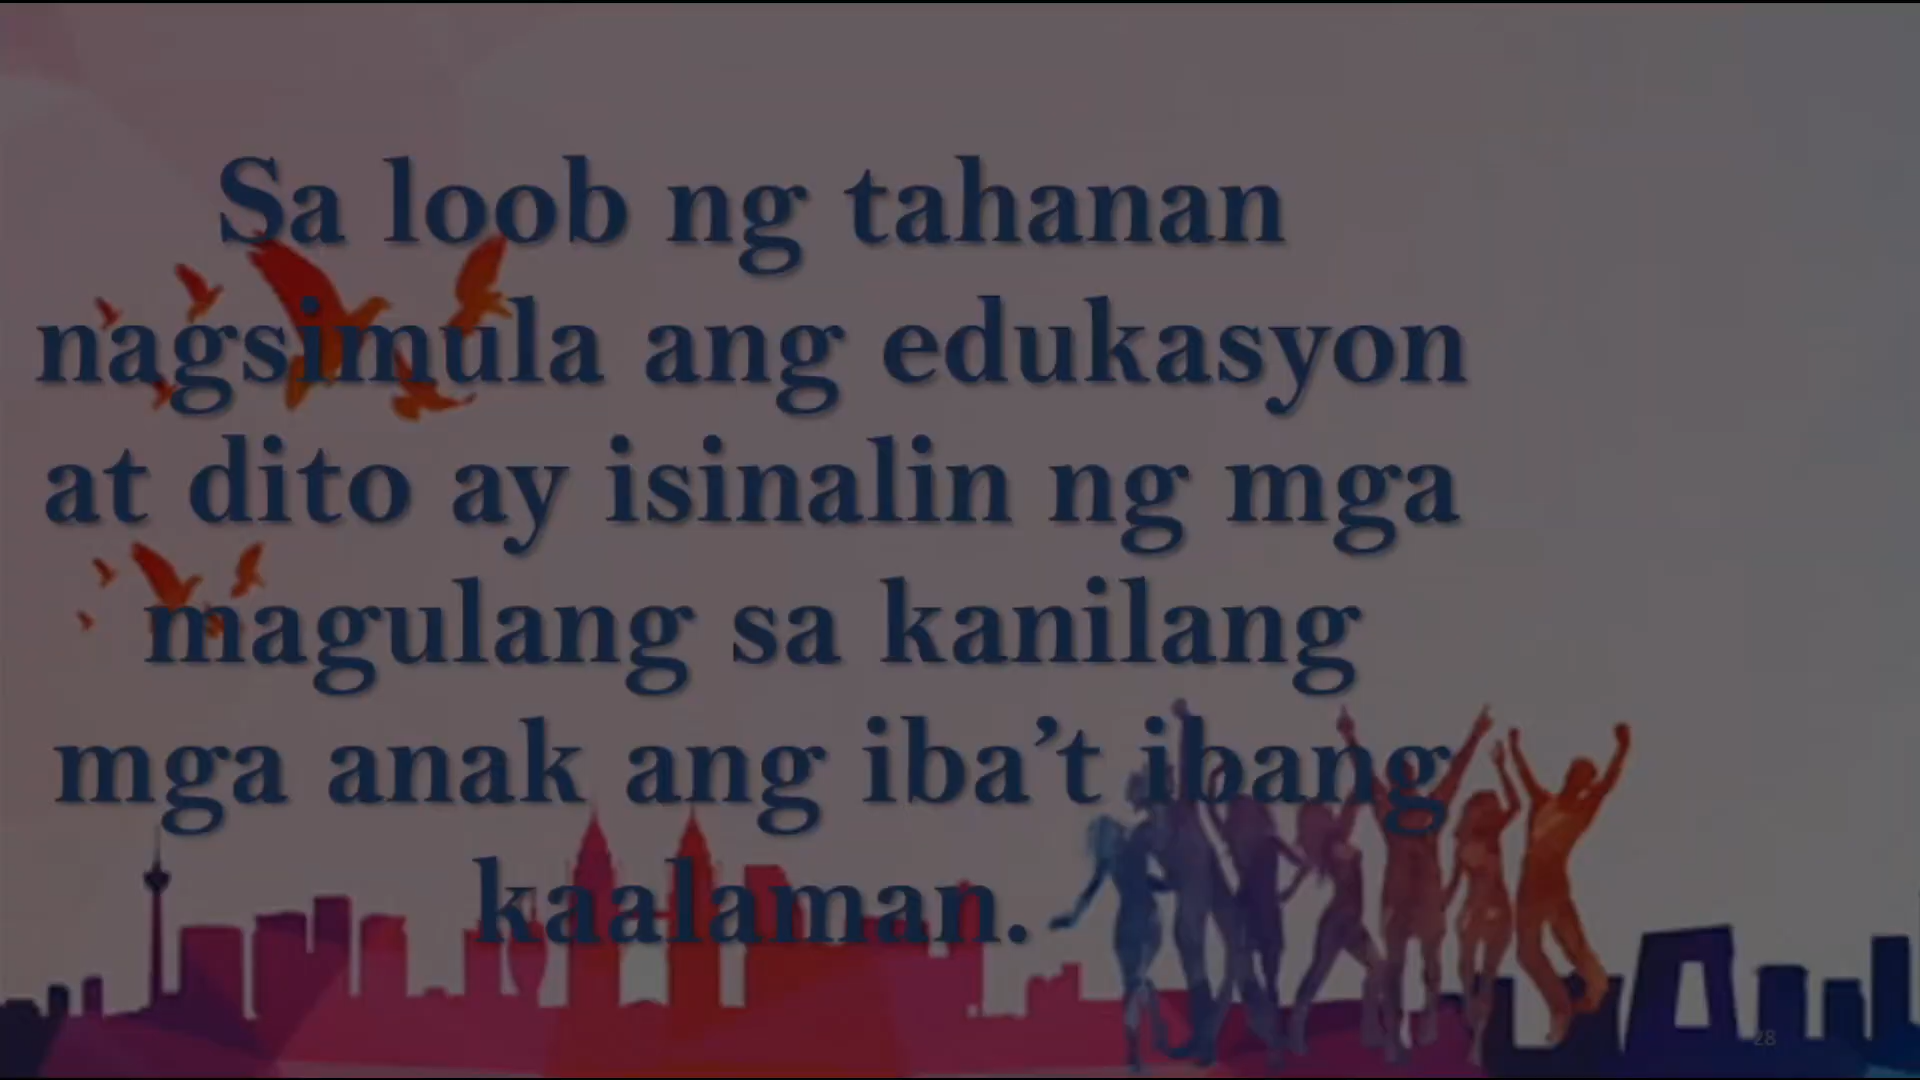 Sa loob ng tahanan
nagsimula ang edukasyon
at dito ay isinalin ng mga
magulang sa kanilang
mga anak ang iba’t ibang
kaalaman.
28